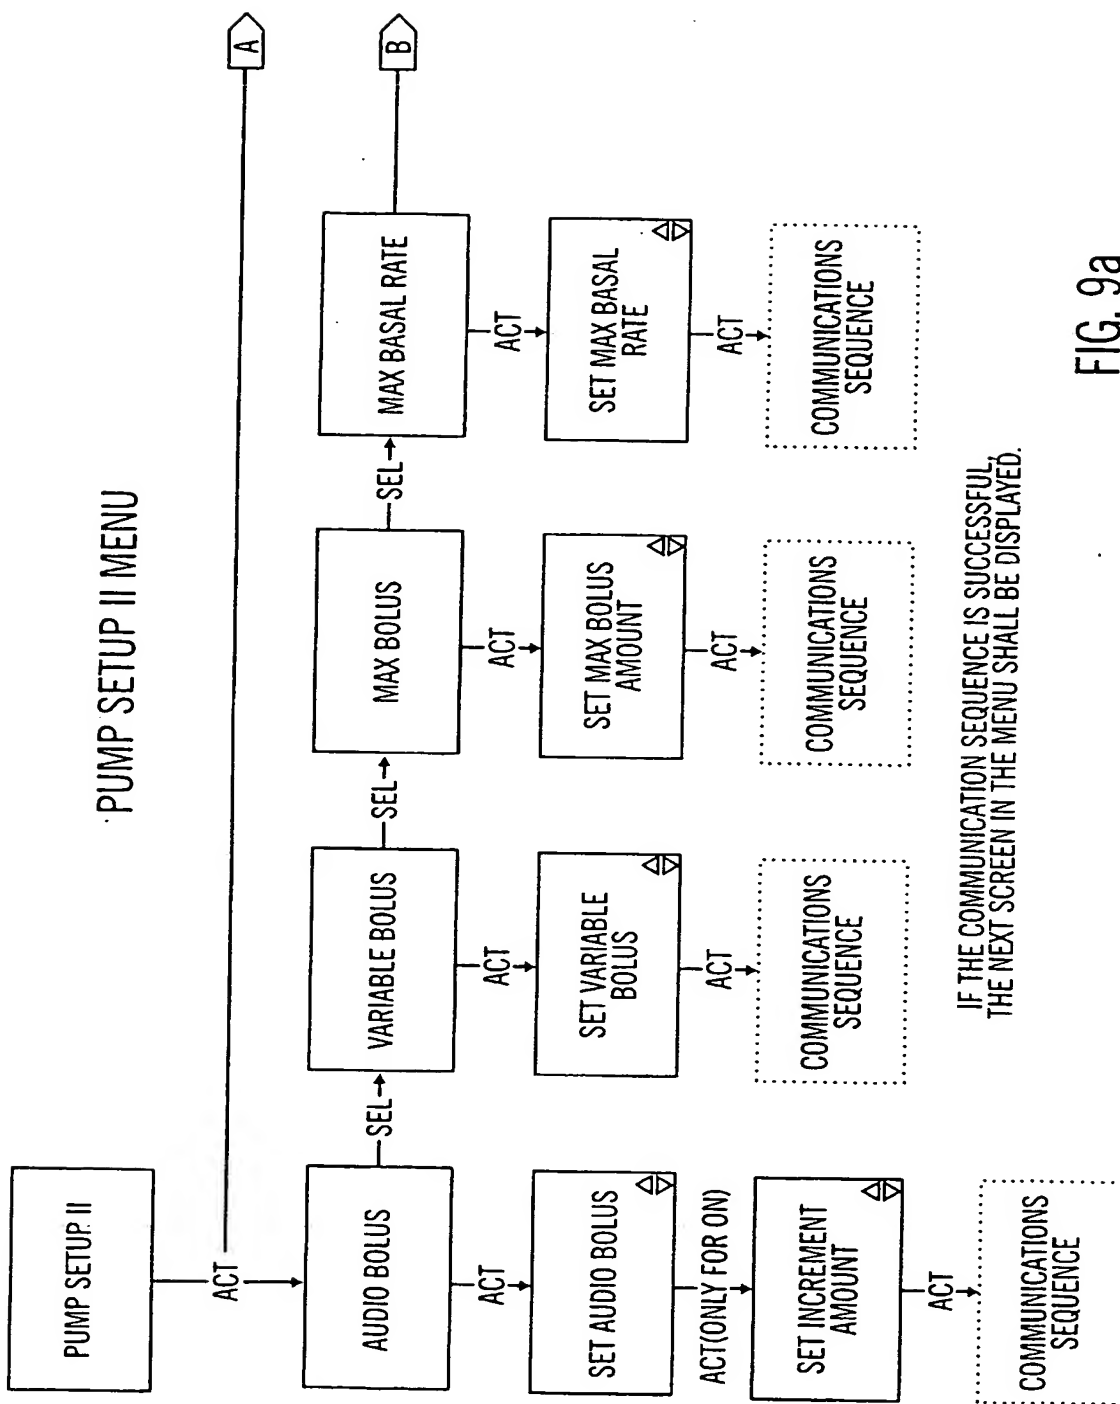 PUMP SETUP II MENU
PUMP SETUP II
ACT
A
AUDIO BOLUS
SEL
VARIABLE BOLUS
SEL
MAX BOLUS
SEL
MAX BASAL RATE
B
ACT
ACT
ACT
ACT
SET AUDIO BOLUS
SET VARIABLE
BOLUS
SET MAX BOLUS
AMOUNT
SET MAX BASAL
RATE
ACT(ONLY FOR ON)
ACT
ACT
ACT
SET INCREMENT
AMOUNT
COMMUNICATIONS
SEQUENCE
COMMUNICATIONS
SEQUENCE
COMMUNICATIONS
SEQUENCE
ACT
COMMUNICATIONS
SEQUENCE
IF THE COMMUNICATION SEQUENCE IS SUCCESSFUL,
THE NEXT SCREEN IN THE MENU SHALL BE DISPLAYED.
FIG. 9a